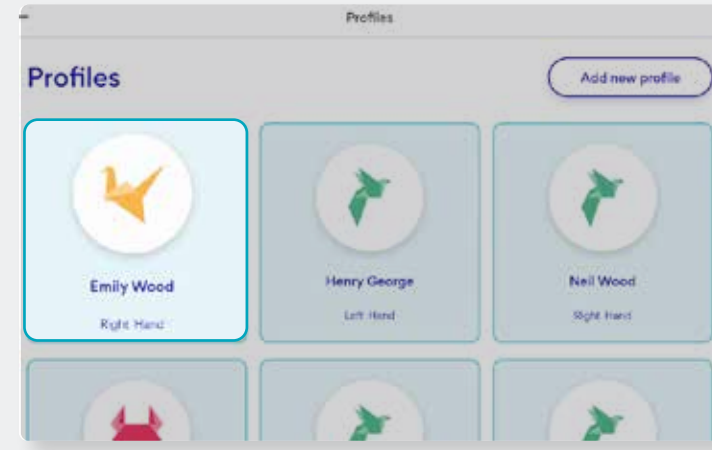 Profiles
Profiles
Add new profile
Emily Wood
Right Hand
Henry George
Left Hand
Neil Wood
Right Hand